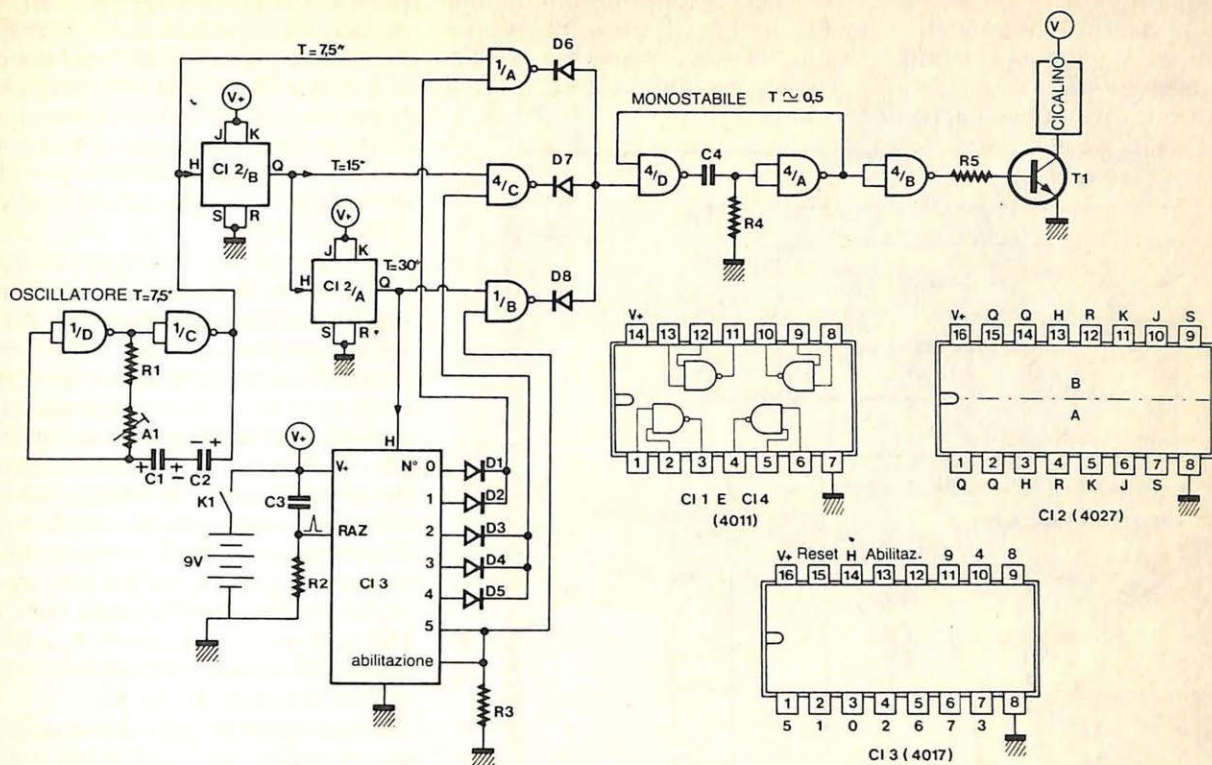 V
CICALINO
T=7,5"
1/A
D6
MONOSTABILE T ≃ 0,5
V+
J K
H CI 2/B Q
S R
T=15"
4/C
D7
4/D
C4
4/A
4/B
R5
T1
R4
V+
J K
T=30"
H CI 2/A Q
S R
1/B
D8
OSCILLATORE T=7,5"
1/D
1/C
R1
A1
+ - - +
C1 + - C2
V+
K1
9V
C3
R2
H
V+ N° 0 D1
1 D2
RAZ 2 D3
3 D4
CI 3 4 D5
5
abilitazione
R3
V+
14 13 12 11 10 9 8
1 2 3 4 5 6 7
CI 1 E CI 4
(4011)
V+ Q Q H R K J S
16 15 14 13 12 11 10 9
B
A
1 2 3 4 5 6 7 8
Q Q H R K J S
CI 2 (4027)
V+ Reset H Abilitaz. 9 4 8
16 15 14 13 12 11 10 9
1 2 3 4 5 6 7 8
5 1 0 2 6 7 3
CI 3 (4017)